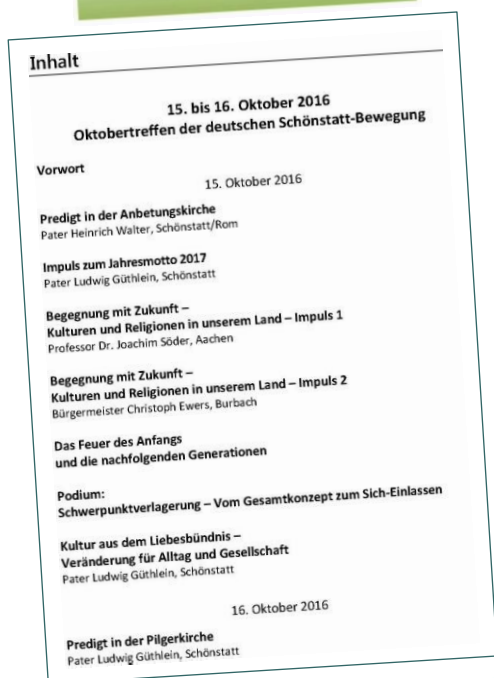 Inhalt
15. bis 16. Oktober 2016
Oktobertreffen der deutschen Schönstatt-Bewegung
Vorwort
15. Oktober 2016
Predigt in der Anbetungskirche
Pater Heinrich Walter, Schönstatt/Rom
Impuls zum Jahresmotto 2017
Pater Ludwig Güthlein, Schönstatt
Begegnung mit Zukunft –
Kulturen und Religionen in unserem Land – Impuls 1
Professor Dr. Joachim Söder, Aachen
Begegnung mit Zukunft –
Kulturen und Religionen in unserem Land – Impuls 2
Bürgermeister Christoph Ewers, Burbach
Das Feuer des Anfangs
und die nachfolgenden Generationen
Podium:
Schwerpunktverlagerung – Vom Gesamtkonzept zum Sich-Einlassen
Kultur aus dem Liebesbündnis –
Veränderung für Alltag und Gesellschaft
Pater Ludwig Güthlein, Schönstatt
16. Oktober 2016
Predigt in der Pilgerkirche
Pater Ludwig Güthlein, Schönstatt